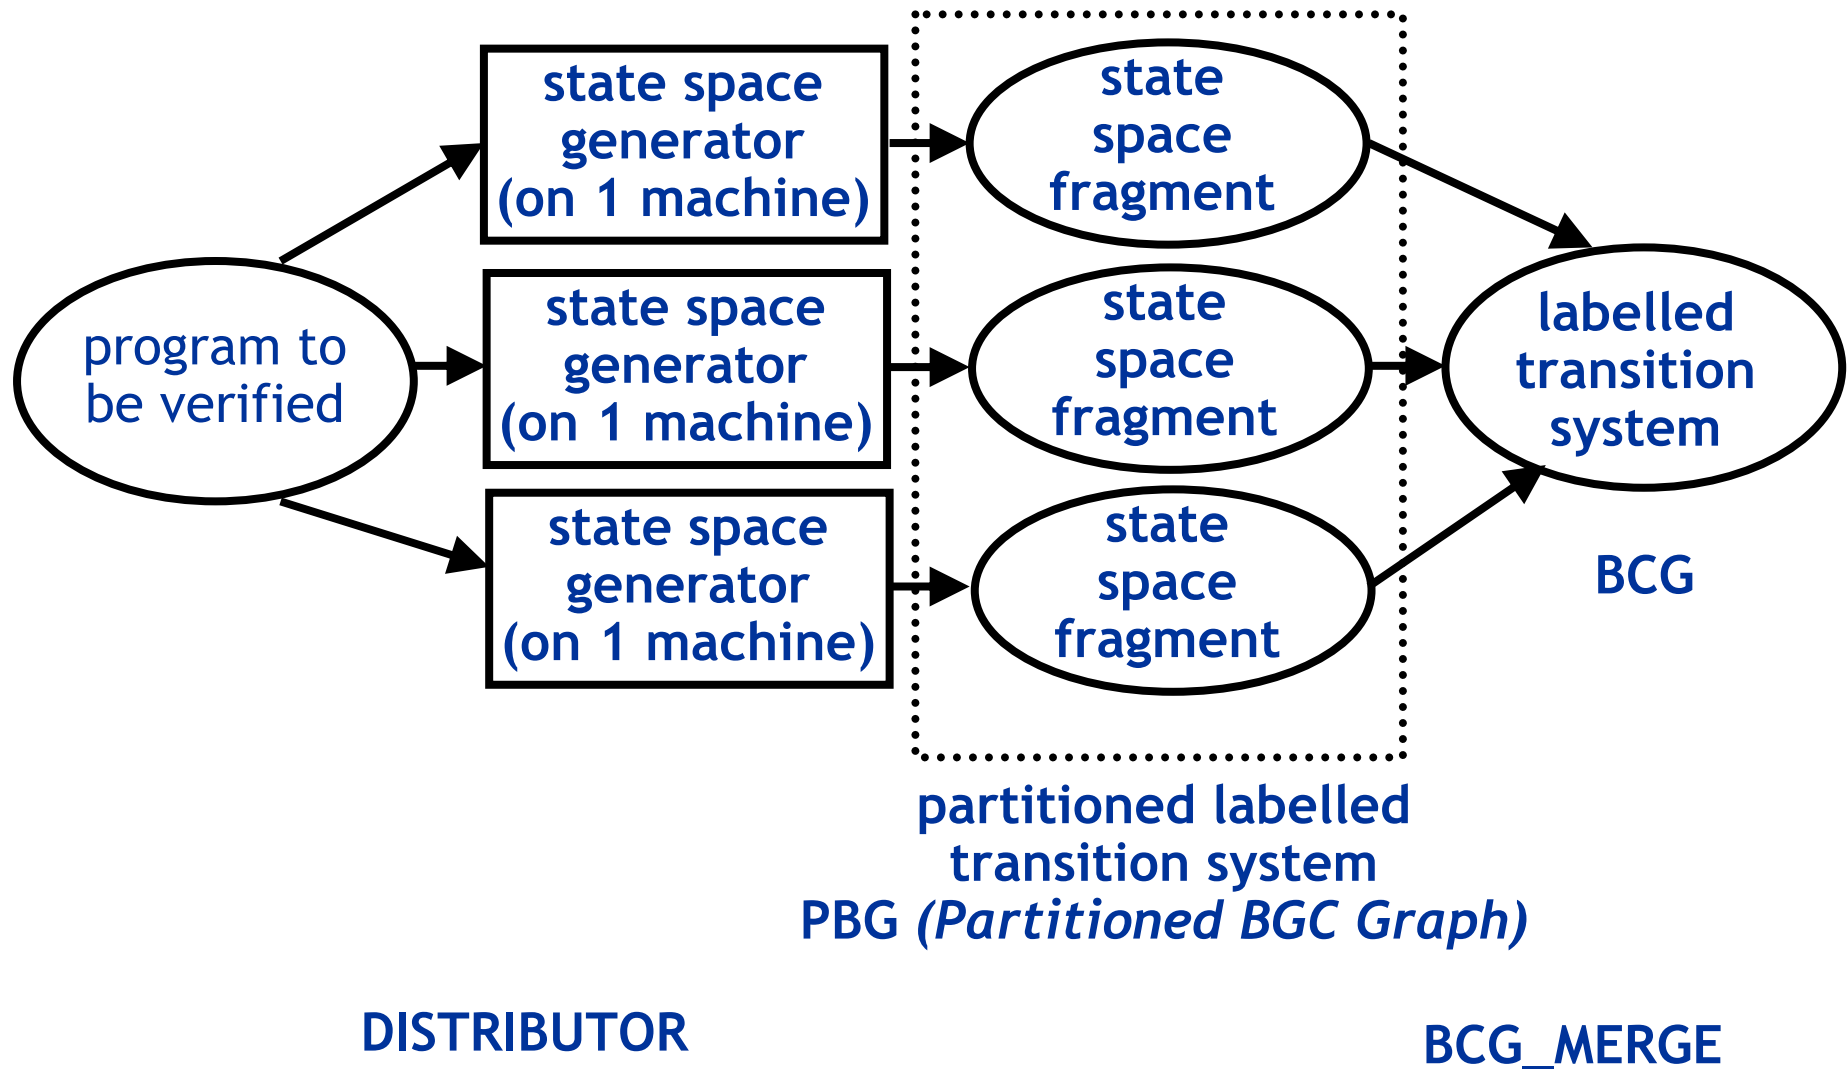 program to
be verified
state space
generator
(on 1 machine)
state space
generator
(on 1 machine)
state space
generator
(on 1 machine)
state
space
fragment
state
space
fragment
state
space
fragment
labelled
transition
system
BCG
partitioned labelled
transition system
PBG (Partitioned BGC Graph)
DISTRIBUTOR
BCG_MERGE